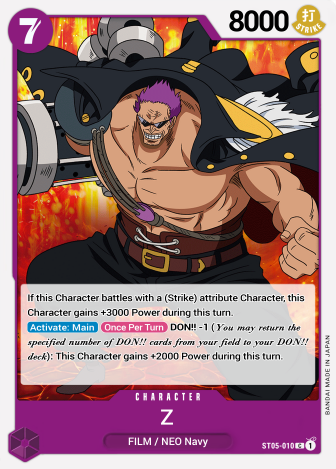 7
8000
打
STRIKE
If this Character battles with a (Strike) attribute Character, this
Character gains +3000 Power during this turn.
Activate: Main Once Per Turn DON!! -1 (You may return the
specified number of DON!! cards from your field to your DON!!
deck): This Character gains +2000 Power during this turn.
CHARACTER
Z
FILM / NEO Navy
ST05-010 C 1
BANDAI MADE IN JAPAN